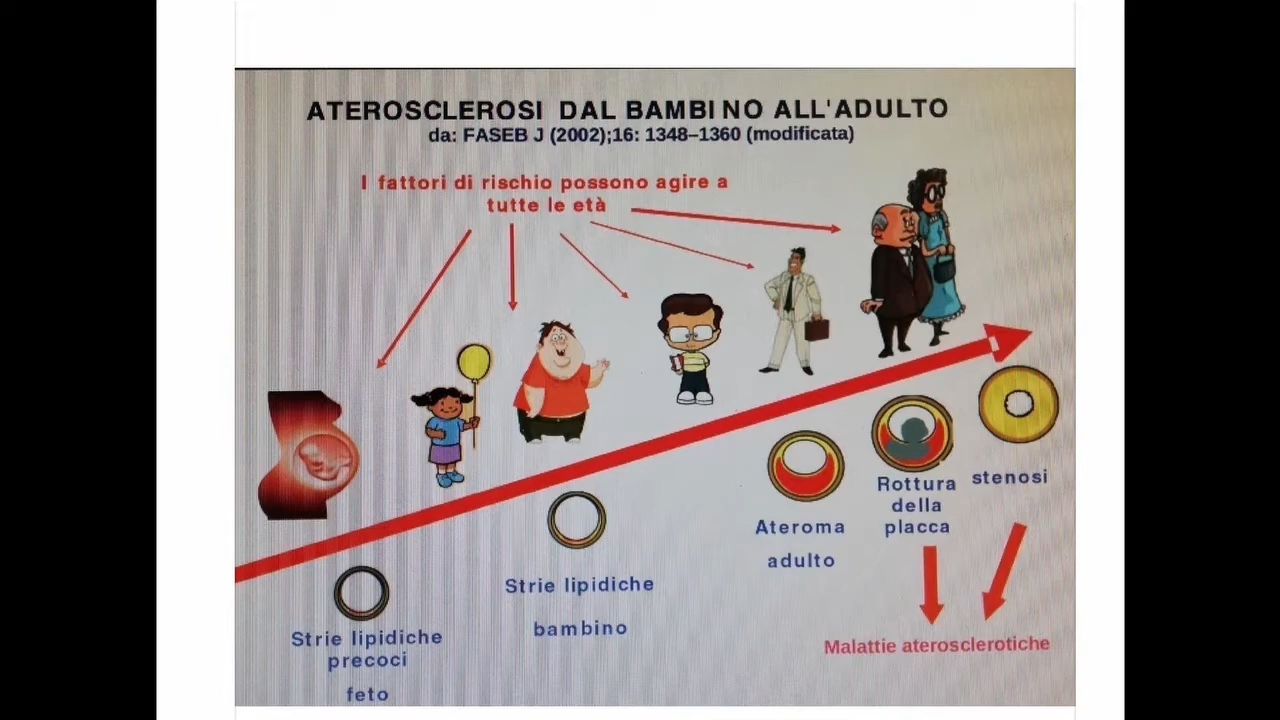 ATEROSCLEROSI DAL BAMBINO ALL'ADULTO
da: FASEB J (2002);16: 1348–1360 (modificata)
I fattori di rischio possono agire a
tutte le età
Rottura
della
placca
stenosi
Ateroma
adulto
Strie lipidiche
bambino
Strie lipidiche
precoci
feto
Malattie aterosclerotiche